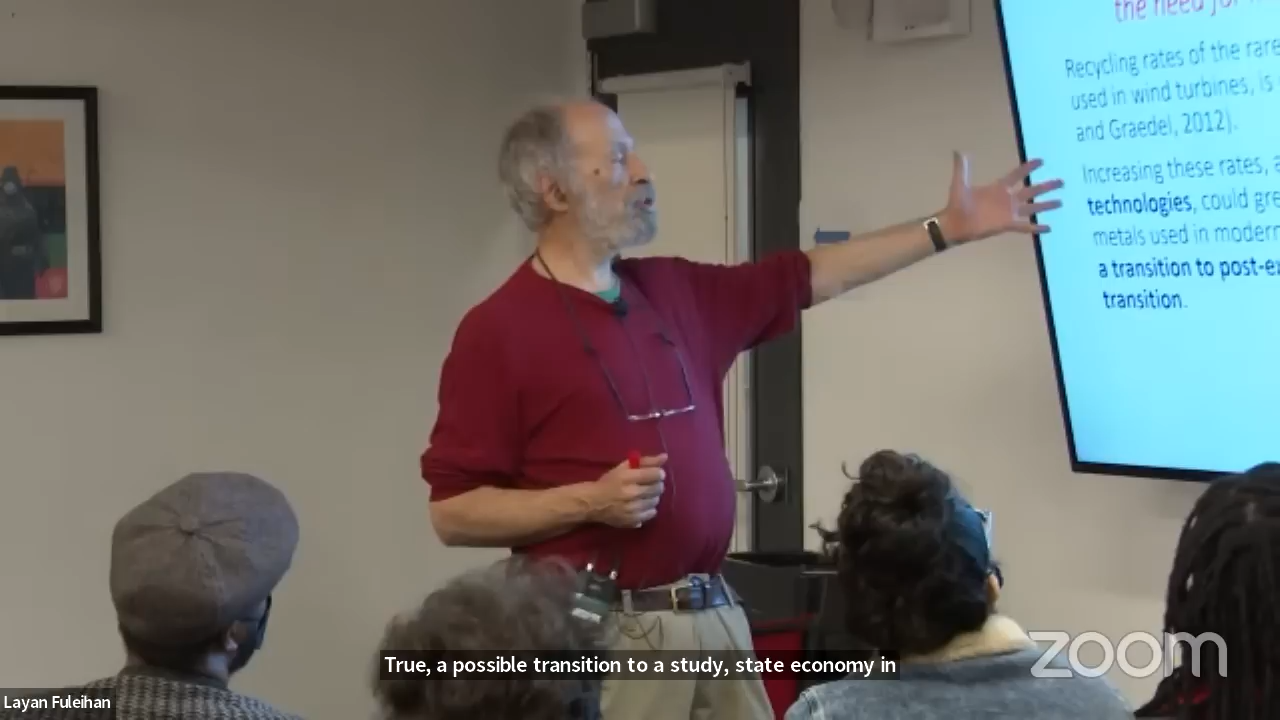 the need for
Recycling rates of the rare
used in wind turbines, is
and Graedel, 2012).
Increasing these rates, a
technologies, could gre
metals used in modern
a transition to post-e
transition.
zoom
True, a possible transition to a study, state economy in
Layan Fuleihan